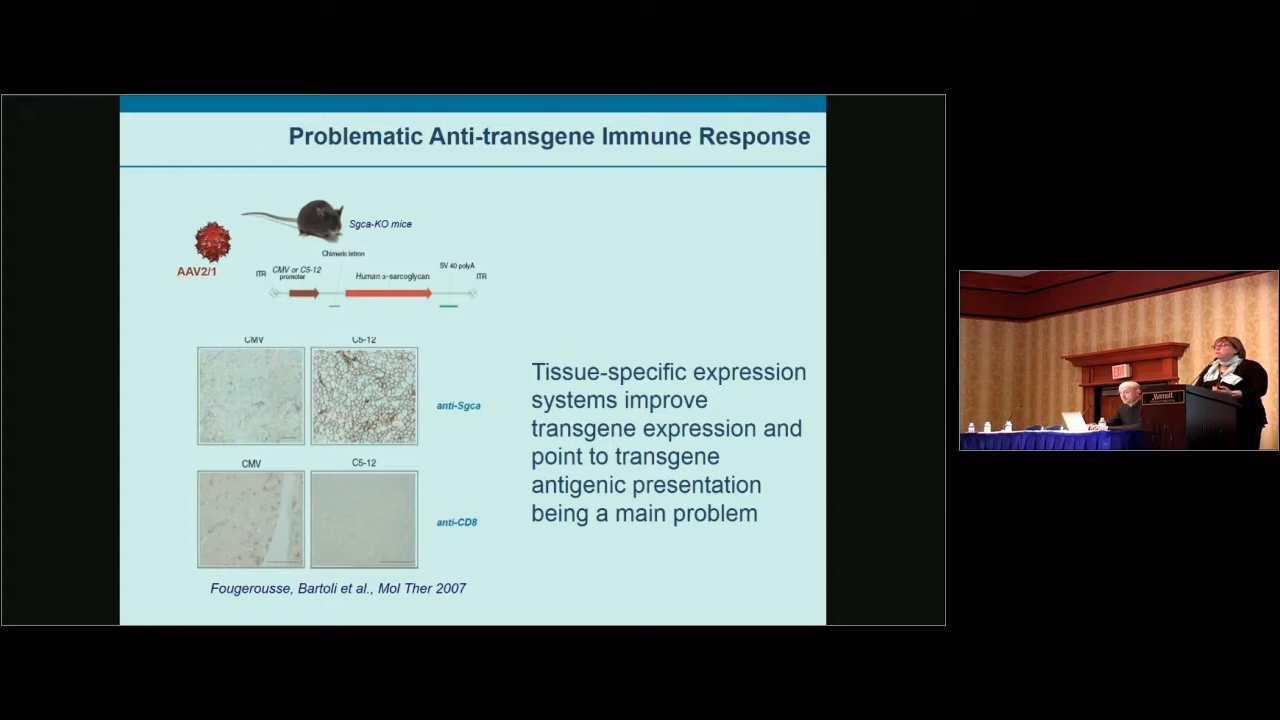 Problematic Anti-transgene Immune Response
Sgca-KO mice
AAV2/1
Chimeric intron
ITR
CMV or C5-12
promoter
Human α-sarcoglycan
SV 40 polyA
ITR
CMV
C5-12
anti-Sgca
CMV
C5-12
anti-CD8
Tissue-specific expression
systems improve
transgene expression and
point to transgene
antigenic presentation
being a main problem
Fougerousse, Bartoli et al., Mol Ther 2007
EXIT
Marriott